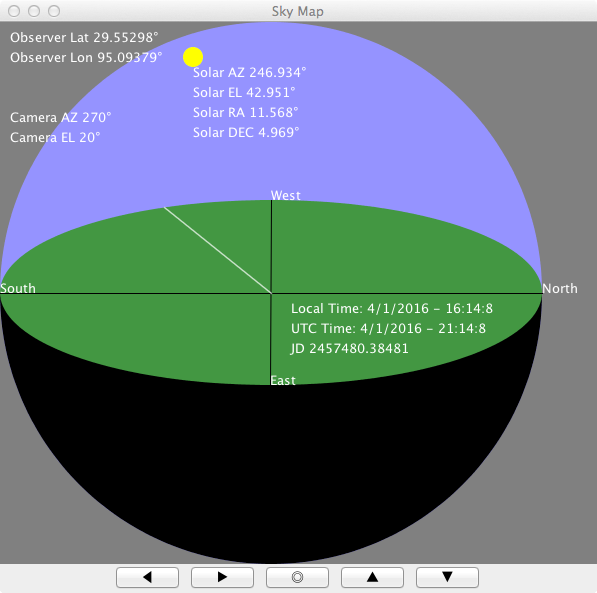 Sky Map
Observer Lat 29.55298°
Observer Lon 95.09379°
Solar AZ 246.934°
Solar EL 42.951°
Solar RA 11.568°
Solar DEC 4.969°
Camera AZ 270°
Camera EL 20°
West
South
North
Local Time: 4/1/2016 - 16:14:8
UTC Time: 4/1/2016 - 21:14:8
JD 2457480.38481
East